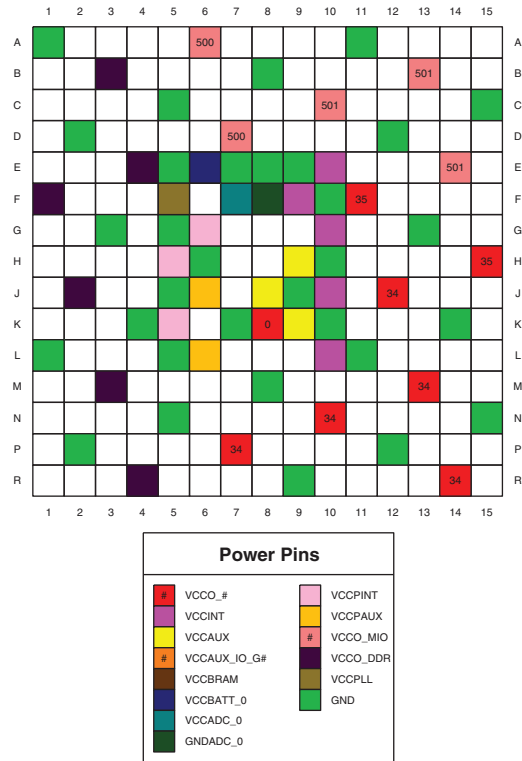 1 2 3 4 5 6 7 8 9 10 11 12 13 14 15
A 500 A
B 501 B
C 501 C
D 500 D
E 501 E
F 35 F
G G
H 35 H
J 34 J
K 0 K
L L
M 34 M
N 34 N
P 34 P
R 34 R
1 2 3 4 5 6 7 8 9 10 11 12 13 14 15
Power Pins
# VCCO_# VCCPINT
VCCINT VCCPAUX
VCCAUX # VCCO_MIO
# VCCAUX_IO_G# VCCO_DDR
VCCBRAM VCCPLL
VCCBATT_0 GND
VCCADC_0
GNDADC_0